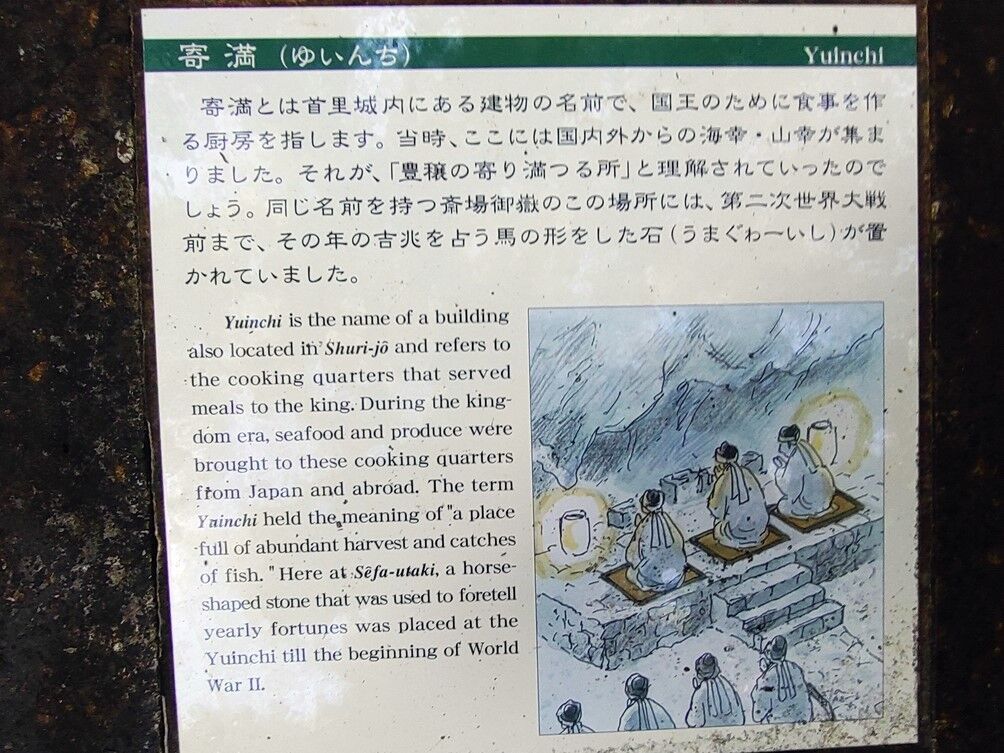 寄満(ゆいんち)
Yuinchi
寄満とは首里城内にある建物の名前で、国王のために食事を作
る厨房を指します。当時、ここには国内外からの海幸・山幸が集ま
りました。それが、「豊穣の寄り満つる所」と理解されていったので
しょう。同じ名前を持つ斎場御嶽のこの場所には、第二次世界大戦
前まで、その年の吉兆を占う馬の形をした石(うまぐゎーいし)が置
かれていました。
Yuinchi is the name of a building
also located in Shuri-jō and refers to
the cooking quarters that served
meals to the king. During the king-
dom era, seafood and produce were
brought to these cooking quarters
from Japan and abroad. The term
Yuinchi held the meaning of "a place
full of abundant harvest and catches
of fish." Here at Sēfa-utaki, a horse-
shaped stone that was used to foretell
yearly fortunes was placed at the
Yuinchi till the beginning of World
War II.